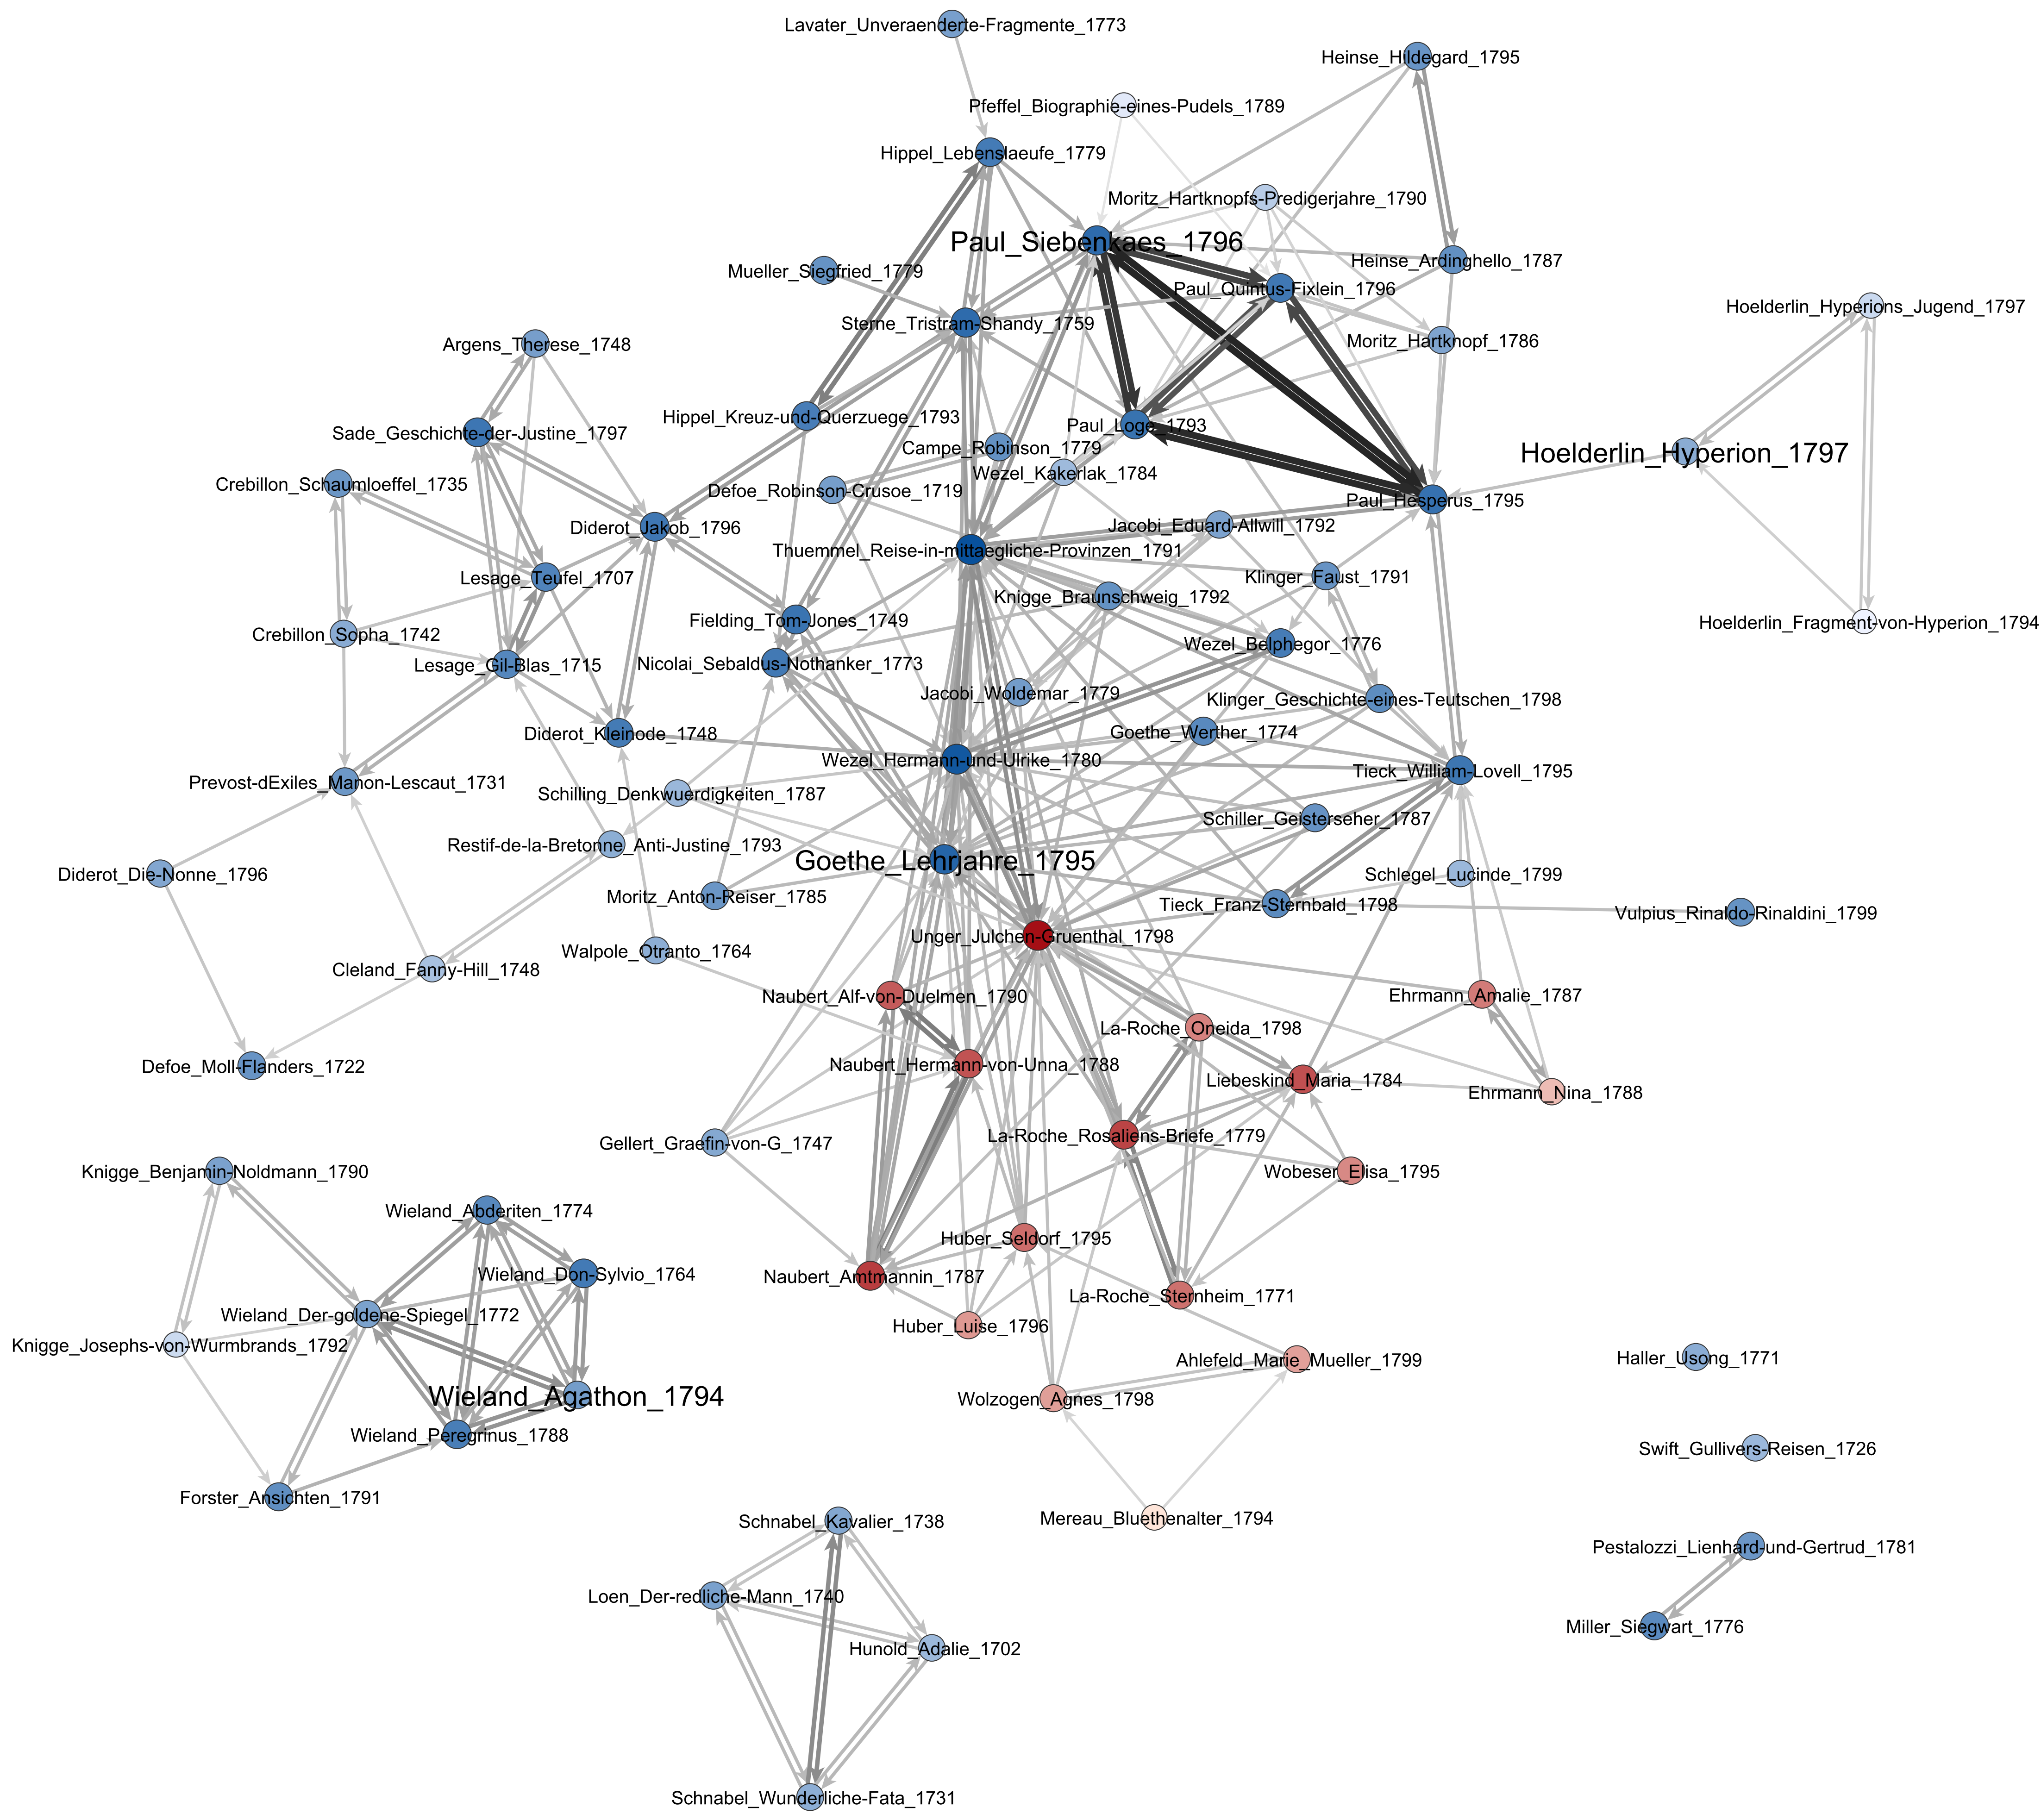 Lavater_Unveraenderte-Fragmente_1773
Heinse_Hildegard_1795
Pfeffel_Biographie-eines-Pudels_1789
Hippel_Lebenslaeufe_1779
Moritz_Hartknopfs-Predigerjahre_1790
Paul_Siebenkaes_1796
Heinse_Ardinghello_1787
Mueller_Siegfried_1779
Paul_Quintus-Fixlein_1796
Hoelderlin_Hyperions_Jugend_1797
Sterne_Tristram-Shandy_1759
Moritz_Hartknopf_1786
Argens_Therese_1748
Hippel_Kreuz-und-Querzuege_1793
Paul_Loge_1793
Sade_Geschichte-der-Justine_1797
Campe_Robinson_1779
Hoelderlin_Hyperion_1797
Wezel_Kakerlak_1784
Crebillon_Schaumloeffel_1735
Defoe_Robinson-Crusoe_1719
Paul_Hesperus_1795
Diderot_Jakob_1796
Jacobi_Eduard-Allwill_1792
Thuemmel_Reise-in-mittaegliche-Provinzen_1791
Lesage_Teufel_1707
Klinger_Faust_1791
Knigge_Braunschweig_1792
Fielding_Tom-Jones_1749
Hoelderlin_Fragment-von-Hyperion_1794
Crebillon_Sopha_1742
Wezel_Belphegor_1776
Lesage_Gil-Blas_1715
Nicolai_Sebaldus-Nothanker_1773
Jacobi_Woldemar_1779
Klinger_Geschichte-eines-Teutschen_1798
Diderot_Kleinode_1748
Goethe_Werther_1774
Wezel_Hermann-und-Ulrike_1780
Tieck_William-Lovell_1795
Prevost-dExiles_Manon-Lescaut_1731
Schilling_Denkwuerdigkeiten_1787
Schiller_Geisterseher_1787
Restif-de-la-Bretonne_Anti-Justine_1793
Goethe_Lehrjahre_1795
Diderot_Die-Nonne_1796
Schlegel_Lucinde_1799
Moritz_Anton-Reiser_1785
Tieck_Franz-Sternbald_1798
Vulpius_Rinaldo-Rinaldini_1799
Unger_Julchen-Gruenthal_1798
Walpole_Otranto_1764
Cleland_Fanny-Hill_1748
Naubert_Alf-von-Duelmen_1790
Ehrmann_Amalie_1787
La-Roche_Oneida_1798
Defoe_Moll-Flanders_1722
Naubert_Hermann-von-Unna_1788
Liebeskind_Maria_1784
Ehrmann_Nina_1788
La-Roche_Rosaliens-Briefe_1779
Gellert_Graefin-von-G_1747
Knigge_Benjamin-Noldmann_1790
Wobeser_Elisa_1795
Wieland_Abderiten_1774
Huber_Seldorf_1795
Wieland_Don-Sylvio_1764
Naubert_Amtmannin_1787
La-Roche_Sternheim_1771
Wieland_Der-goldene-Spiegel_1772
Huber_Luise_1796
Knigge_Josephs-von-Wurmbrands_1792
Ahlefeld_Marie_Mueller_1799
Haller_Usong_1771
Wieland_Agathon_1794
Wolzogen_Agnes_1798
Wieland_Peregrinus_1788
Swift_Gullivers-Reisen_1726
Forster_Ansichten_1791
Mereau_Bluethenalter_1794
Schnabel_Kavalier_1738
Pestalozzi_Lienhard-und-Gertrud_1781
Loen_Der-redliche-Mann_1740
Miller_Siegwart_1776
Hunold_Adalie_1702
Schnabel_Wunderliche-Fata_1731